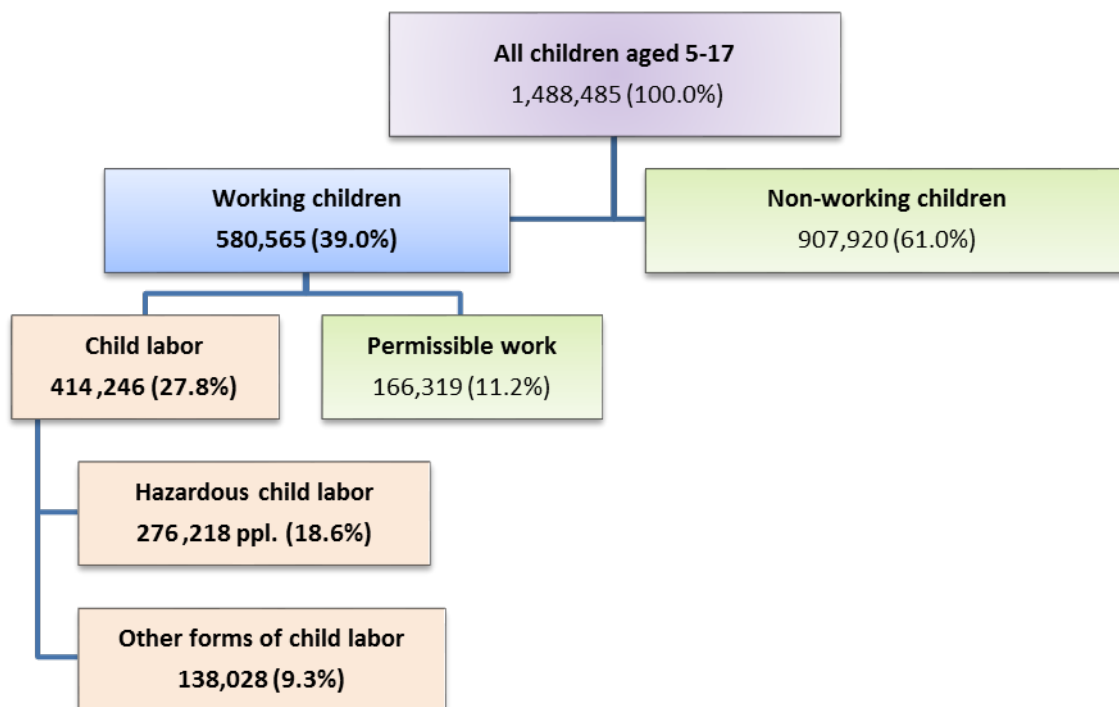 All children aged 5-17
1,488,485 (100.0%)
Working children
580,565 (39.0%)
Non-working children
907,920 (61.0%)
Child labor
414 ,246 (27.8%)
Permissible work
166,319 (11.2%)
Hazardous child labor
276 ,218 ppl. (18.6%)
Other forms of child labor
138,028 (9.3%)